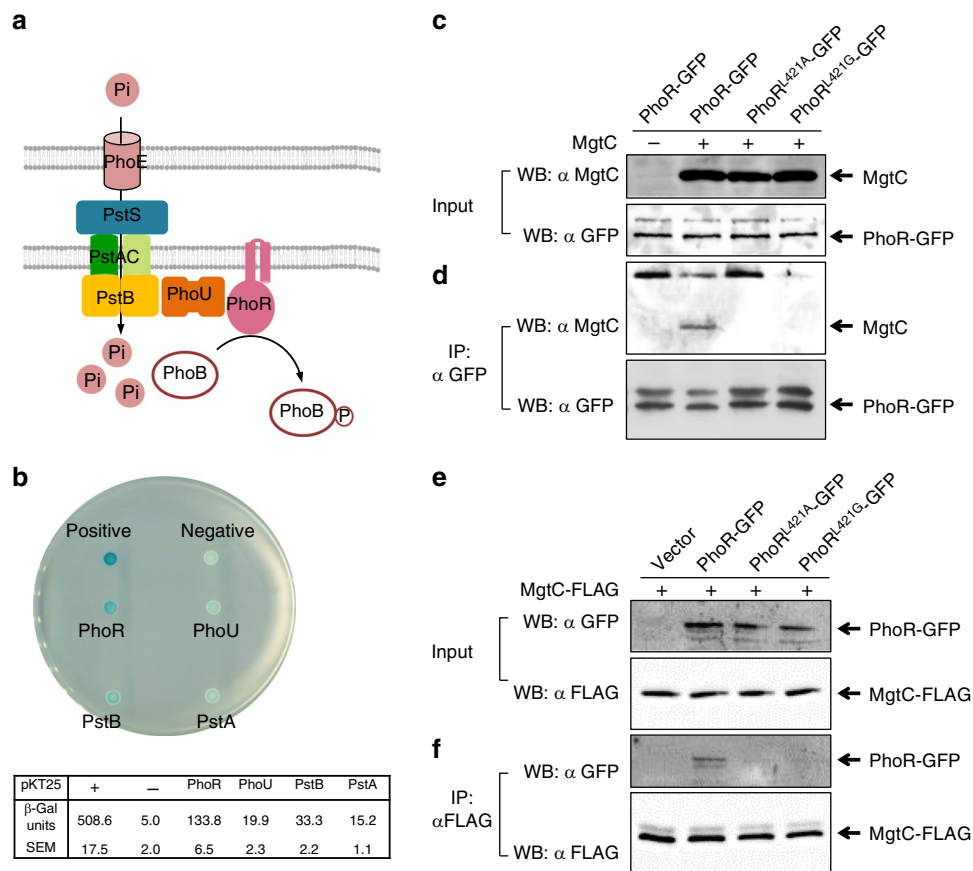 a
Pi
PhoE
PstS
PstAC
PstB
PhoU
PhoR
Pi
Pi
Pi
PhoB
PhoB
P
b
Positive
Negative
PhoR
PhoU
PstB
PstA
pKT25 + – PhoR PhoU PstB PstA
β-Gal units 508.6 5.0 133.8 19.9 33.3 15.2
SEM 17.5 2.0 6.5 2.3 2.2 1.1
c
PhoR-GFP PhoR-GFP PhoR^L421A-GFP PhoR^L421G-GFP
MgtC – + + +
Input
WB: α MgtC
MgtC
WB: α GFP
PhoR-GFP
d
IP: α GFP
WB: α MgtC
MgtC
WB: α GFP
PhoR-GFP
e
Vector PhoR-GFP PhoR^L421A-GFP PhoR^L421G-GFP
MgtC-FLAG + + + +
Input
WB: α GFP
PhoR-GFP
WB: α FLAG
MgtC-FLAG
f
IP: αFLAG
WB: α GFP
PhoR-GFP
WB: α FLAG
MgtC-FLAG